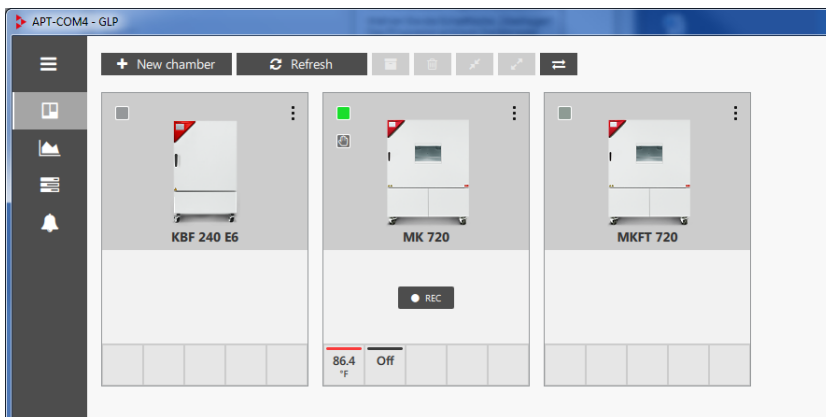 APT-COM4 - GLP
New chamber
Refresh
KBF 240 E6
MK 720
MKFT 720
REC
86.4
°F
Off